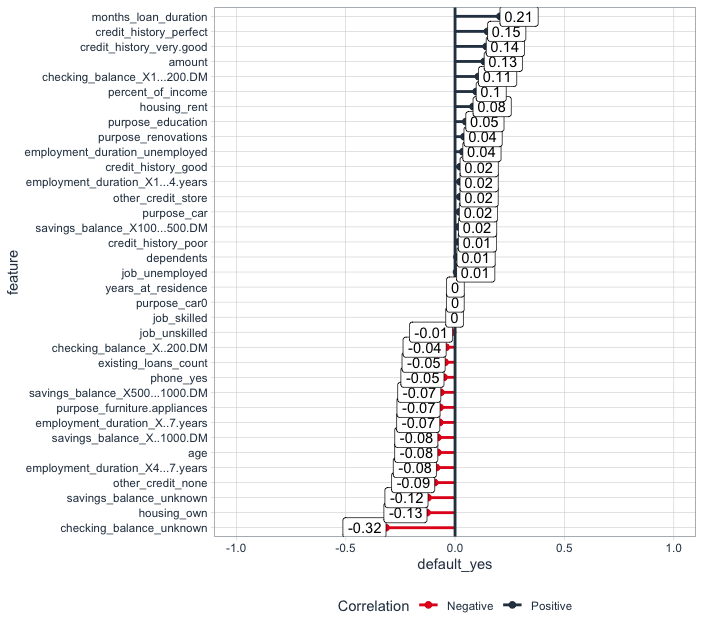 months_loan_duration 0.21
credit_history_perfect 0.15
credit_history_very.good 0.14
amount 0.13
checking_balance_X1...200.DM 0.11
percent_of_income 0.1
housing_rent 0.08
purpose_education 0.05
purpose_renovations 0.04
employment_duration_unemployed 0.04
credit_history_good 0.02
employment_duration_X1...4.years 0.02
other_credit_store 0.02
purpose_car 0.02
savings_balance_X100...500.DM 0.02
credit_history_poor 0.01
dependents 0.01
job_unemployed 0.01
years_at_residence 0
purpose_car0 0
job_skilled 0
job_unskilled -0.01
checking_balance_X..200.DM -0.04
existing_loans_count -0.05
phone_yes -0.05
savings_balance_X500...1000.DM -0.07
purpose_furniture.appliances -0.07
employment_duration_X..7.years -0.07
savings_balance_X..1000.DM -0.08
age -0.08
employment_duration_X4...7.years -0.08
other_credit_none -0.09
savings_balance_unknown -0.12
housing_own -0.13
checking_balance_unknown -0.32
feature
-1.0 -0.5 0.0 0.5 1.0
default_yes
Correlation Negative Positive